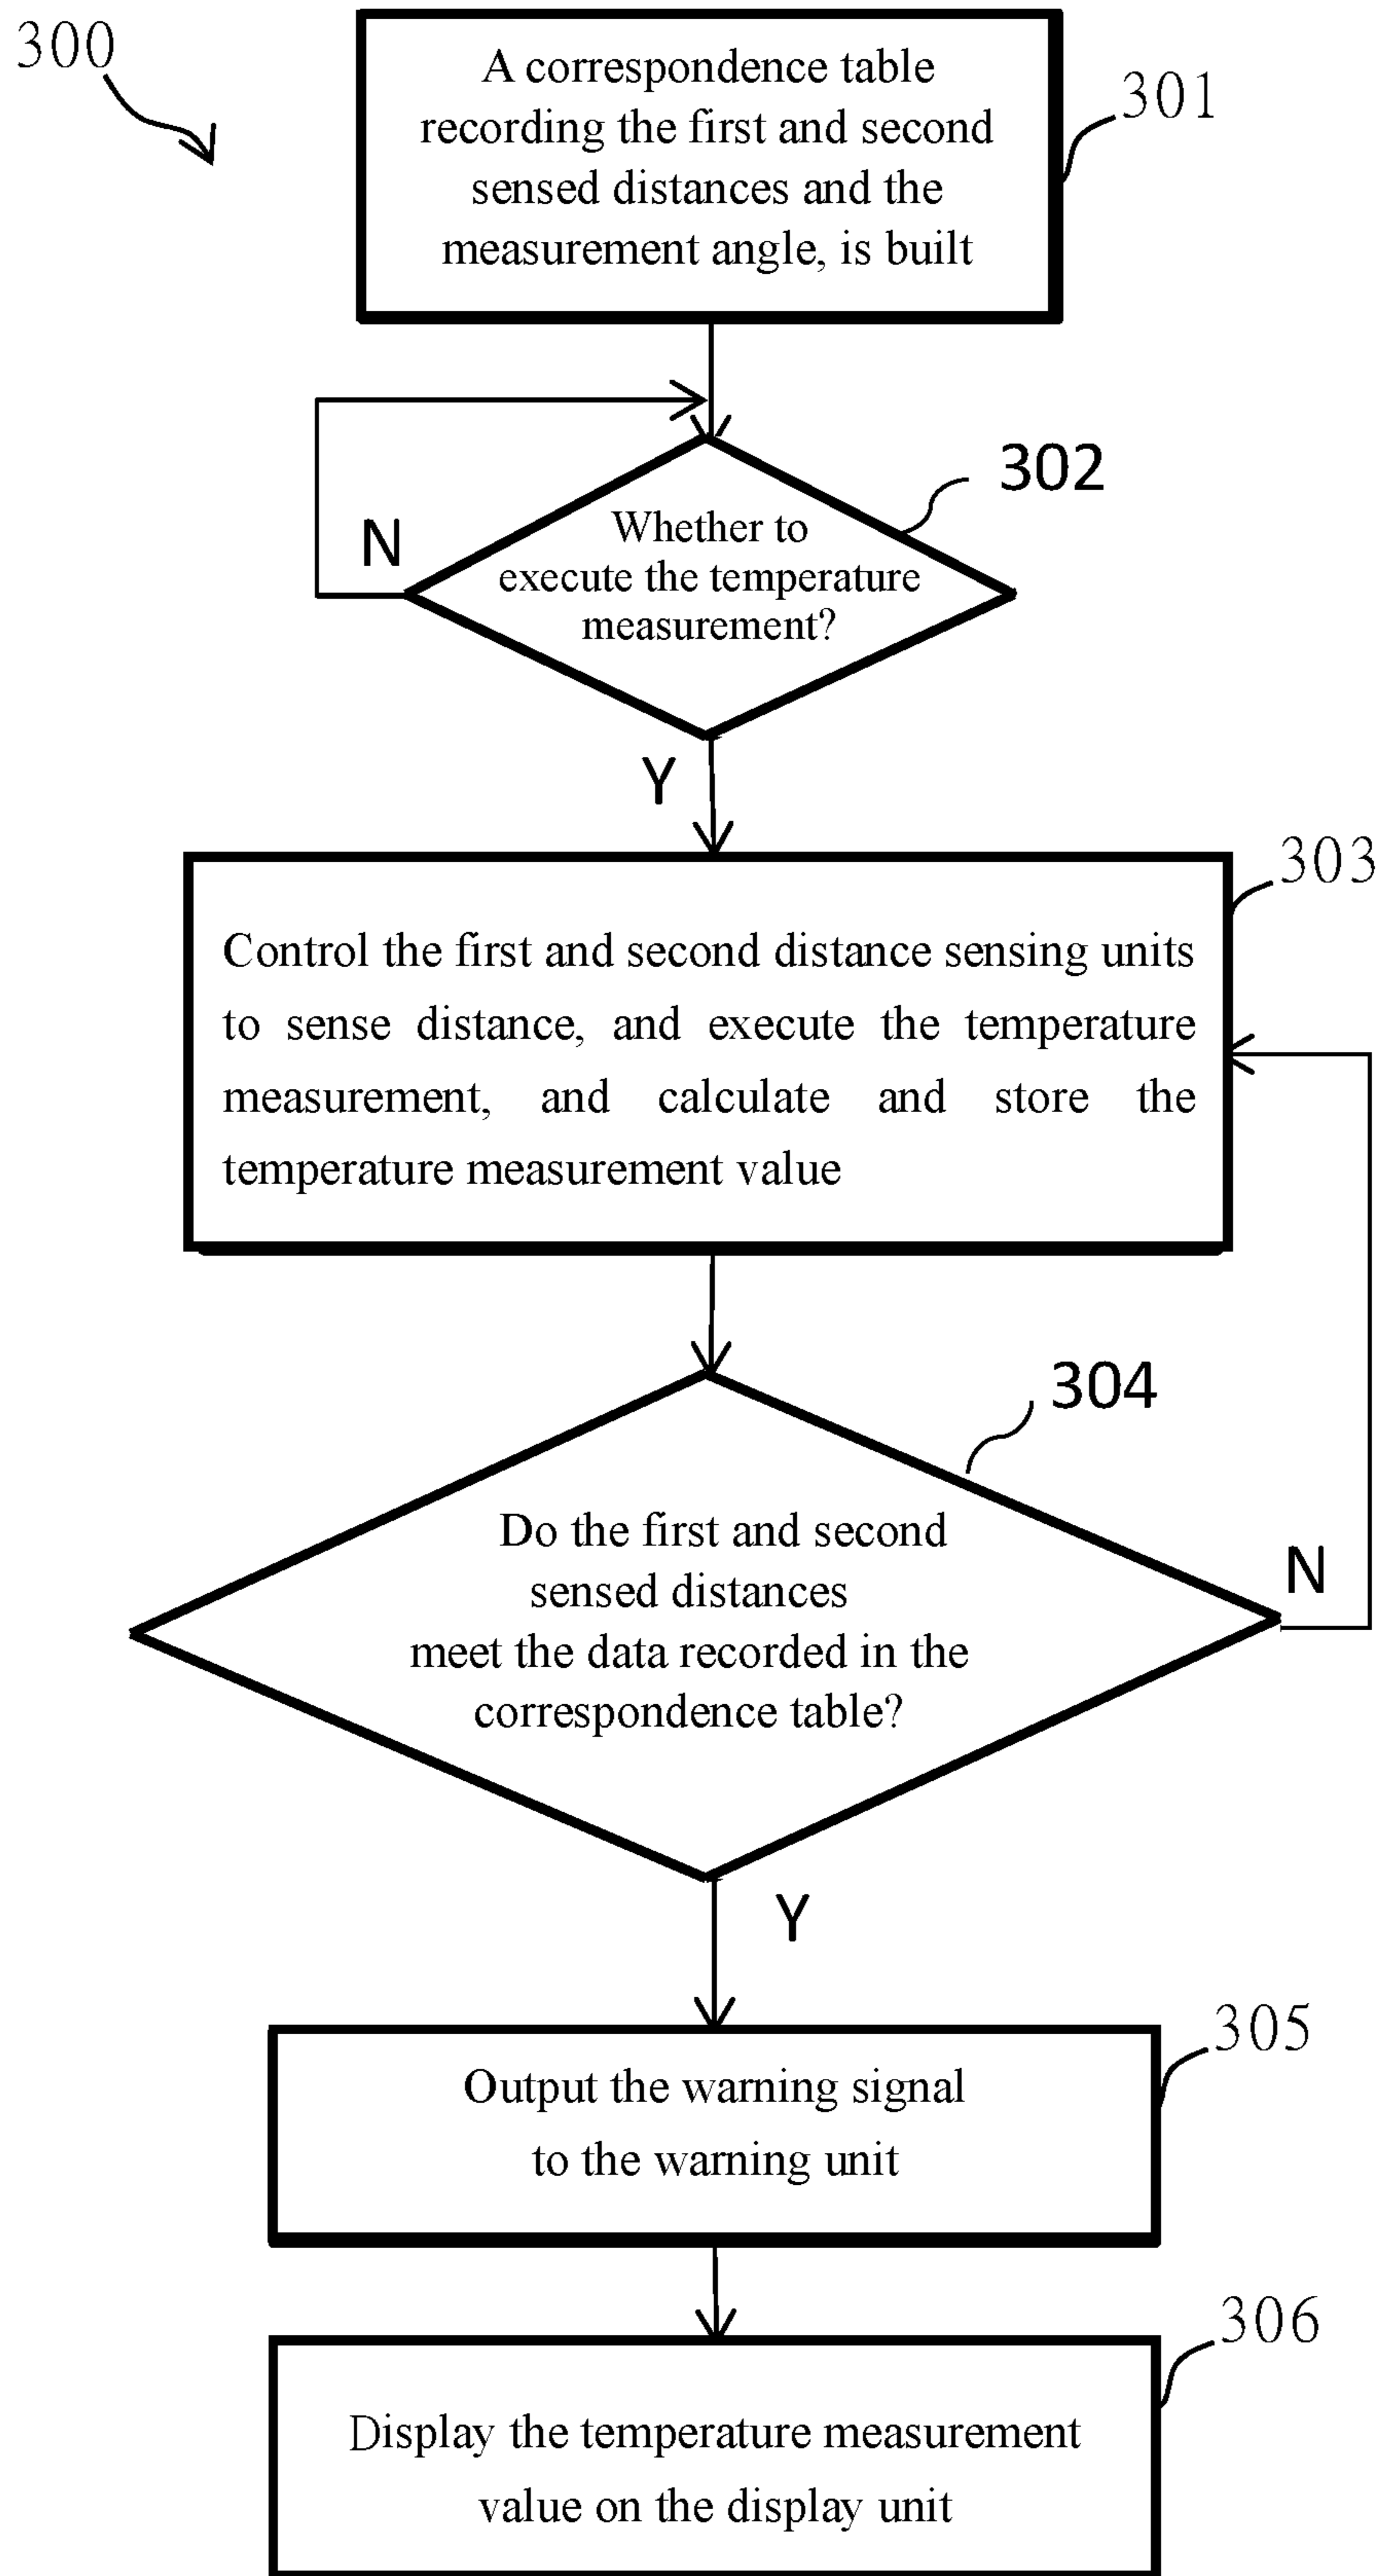 300
A correspondence table
recording the first and second
sensed distances and the
measurement angle, is built
301
302
Whether to
execute the temperature
measurement?
N
Y
303
Control the first and second distance sensing units
to sense distance, and execute the temperature
measurement, and calculate and store the
temperature measurement value
304
Do the first and second
sensed distances
meet the data recorded in the
correspondence table?
N
Y
305
Output the warning signal
to the warning unit
306
Display the temperature measurement
value on the display unit